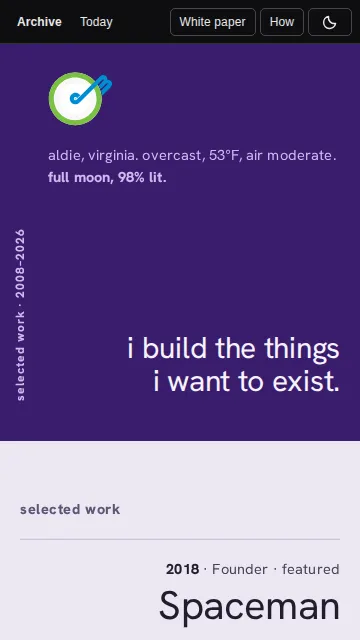 Archive Today White paper How
aldie, virginia. overcast, 53°F, air moderate.
full moon, 98% lit.
selected work · 2008–2026
i build the things
i want to exist.
selected work
2018 · Founder · featured
Spaceman